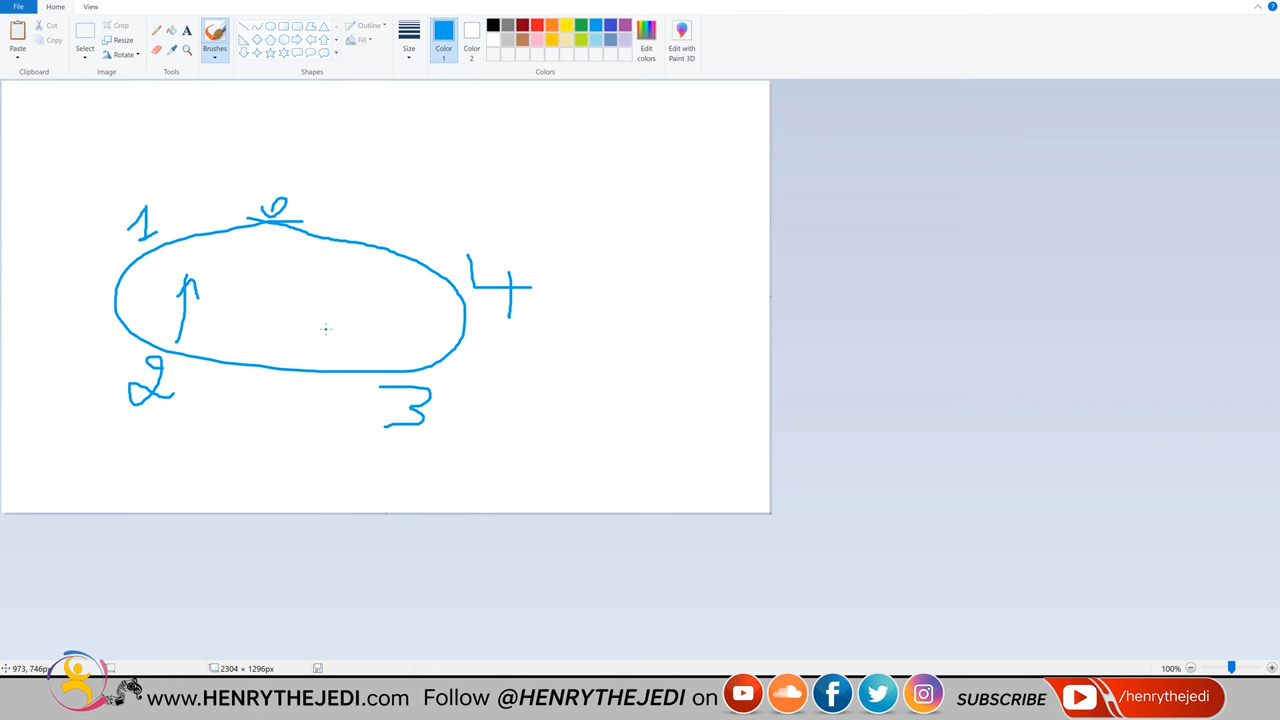 File Home View
Paste Cut Copy
Clipboard
Select Crop Resize Rotate
Image
Tools
Brushes
Shapes
Outline Fill
Size
Color 1
Color 2
Edit colors
Edit with Paint 3D
Colors
1
2
3
4
973, 746px
2304 × 1296px
100%
www.HENRYTHEJEDI.com Follow @HENRYTHEJEDI on SUBSCRIBE /henrythejedi